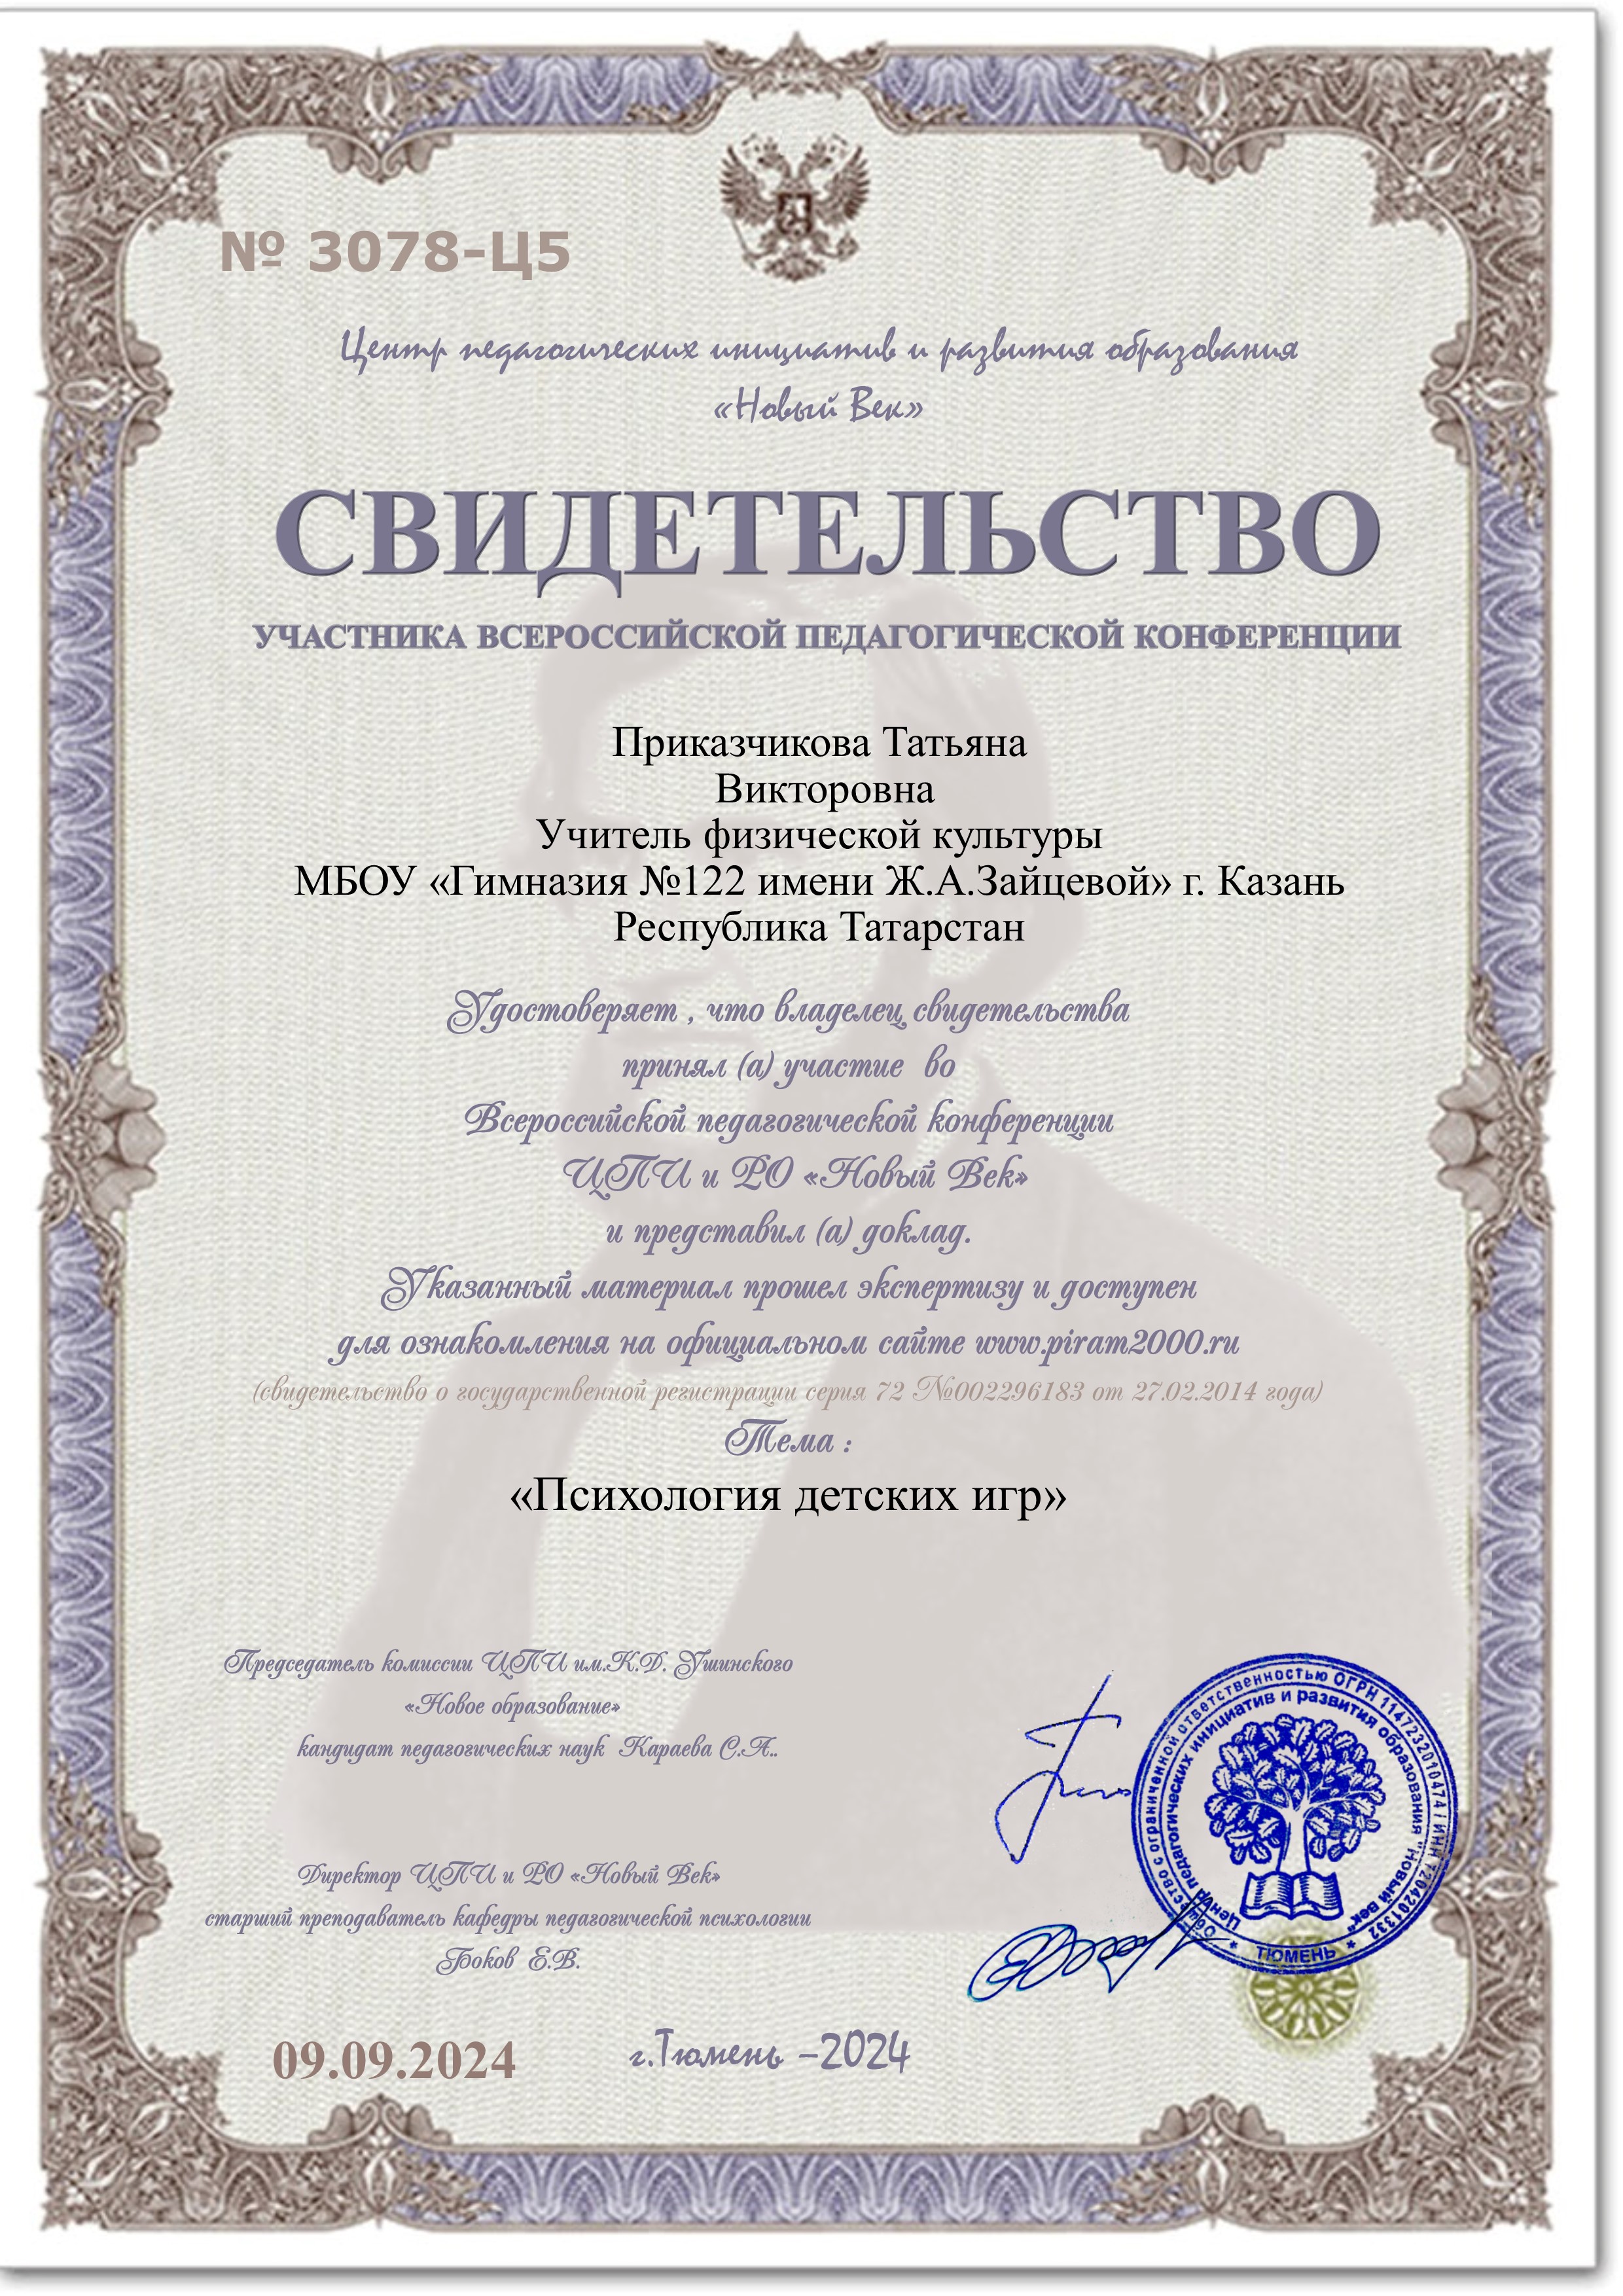 № 3078-Ц5
Центр педагогических инициатив и развития образования
«Новый Век»
СВИДЕТЕЛЬСТВО
УЧАСТНИКА ВСЕРОССИЙСКОЙ ПЕДАГОГИЧЕСКОЙ КОНФЕРЕНЦИИ
Приказчикова Татьяна
Викторовна
Учитель физической культуры
МБОУ «Гимназия №122 имени Ж.А.Зайцевой» г. Казань
Республика Татарстан
Удостоверяет , что владелец свидетельства
принял (а) участие во
Всероссийской педагогической конференции
ЦПИ и РО «Новый Век»
и представил (а) доклад.
Указанный материал прошел экспертизу и доступен
для ознакомления на официальном сайте www.piram2000.ru
(свидетельство о государственной регистрации серия 72 №002296183 от 27.02.2014 года)
Тема :
«Психология детских игр»
Председатель комиссии ЦПИ им.К.Д. Ушинского
«Новое образование»
кандидат педагогических наук Караева С.А..
Общество с ограниченной ответственностью ОГРН 1147232010474 ИНН 7204201332
Центр педагогических инициатив и развития образования "Новый век"
* ТЮМЕНЬ *
Директор ЦПИ и РО «Новый Век»
старший преподаватель кафедры педагогической психологии
Боков Е.В.
09.09.2024
г.Тюмень –2024